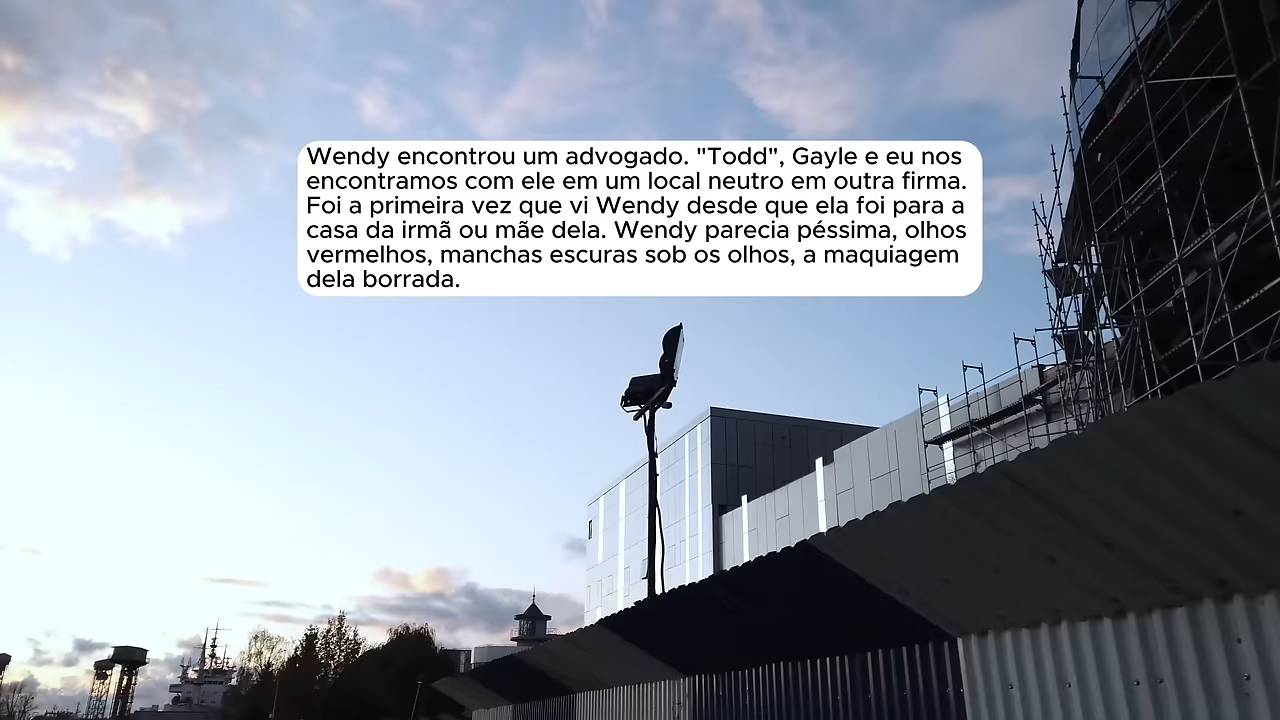 Wendy encontrou um advogado. "Todd", Gayle e eu nos
encontramos com ele em um local neutro em outra firma.
Foi a primeira vez que vi Wendy desde que ela foi para a
casa da irmã ou mãe dela. Wendy parecia péssima, olhos
vermelhos, manchas escuras sob os olhos, a maquiagem
dela borrada.